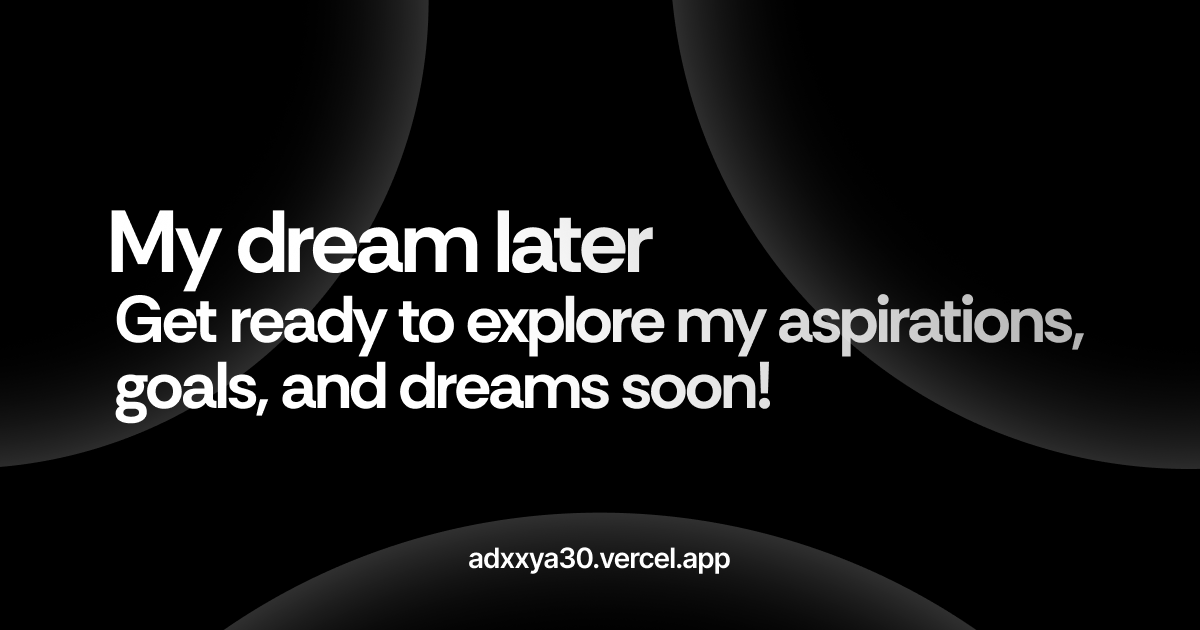 My dream later
Get ready to explore my aspirations,
goals, and dreams soon!
adxxya30.vercel.app